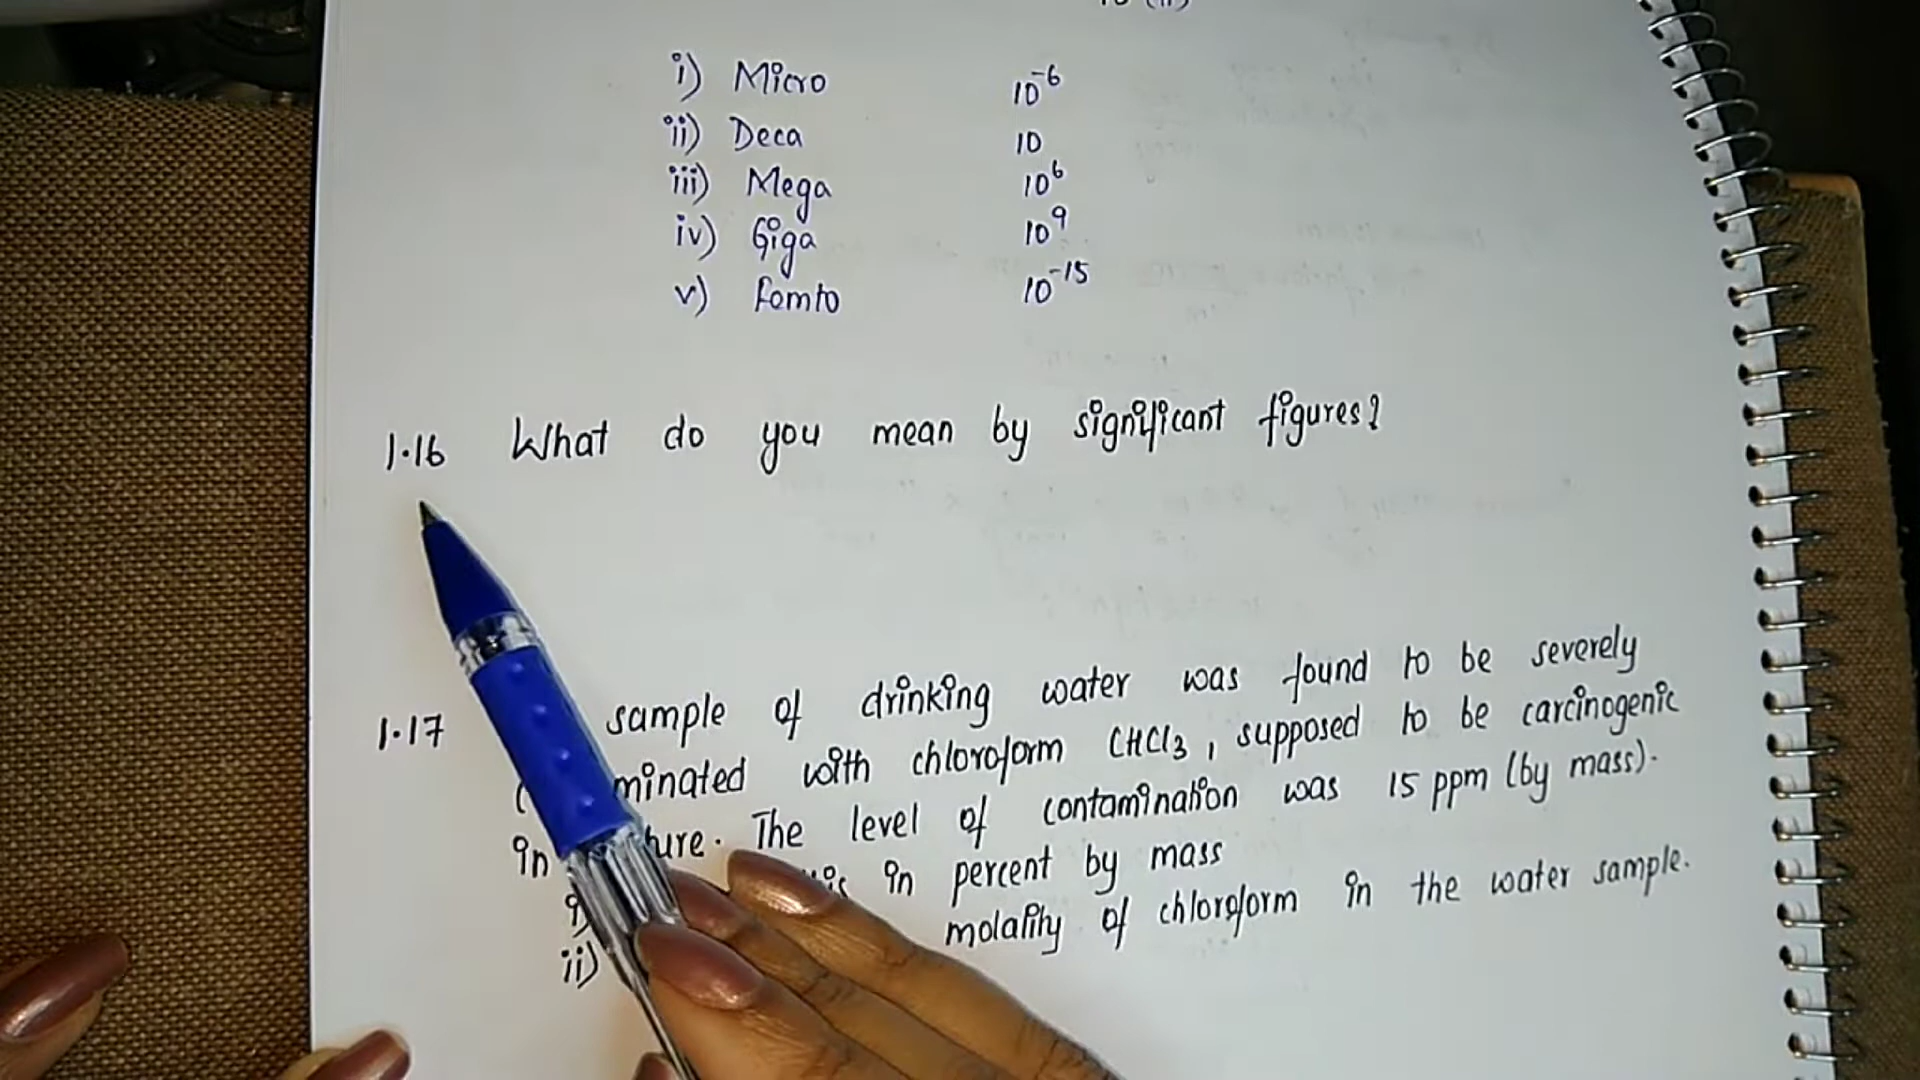 i) Micro 10⁻⁶
ii) Deca 10
iii) Mega 10⁶
iv) Giga 10⁹
v) femto 10⁻¹⁵
1.16 What do you mean by significant figures?
1.17 sample of drinking water was found to be severely
minated with chloroform CHCl3, supposed to be carcinogenic
in ure. The level of contamination was 15 ppm (by mass).
in percent by mass
ii) molality of chloroform in the water sample.